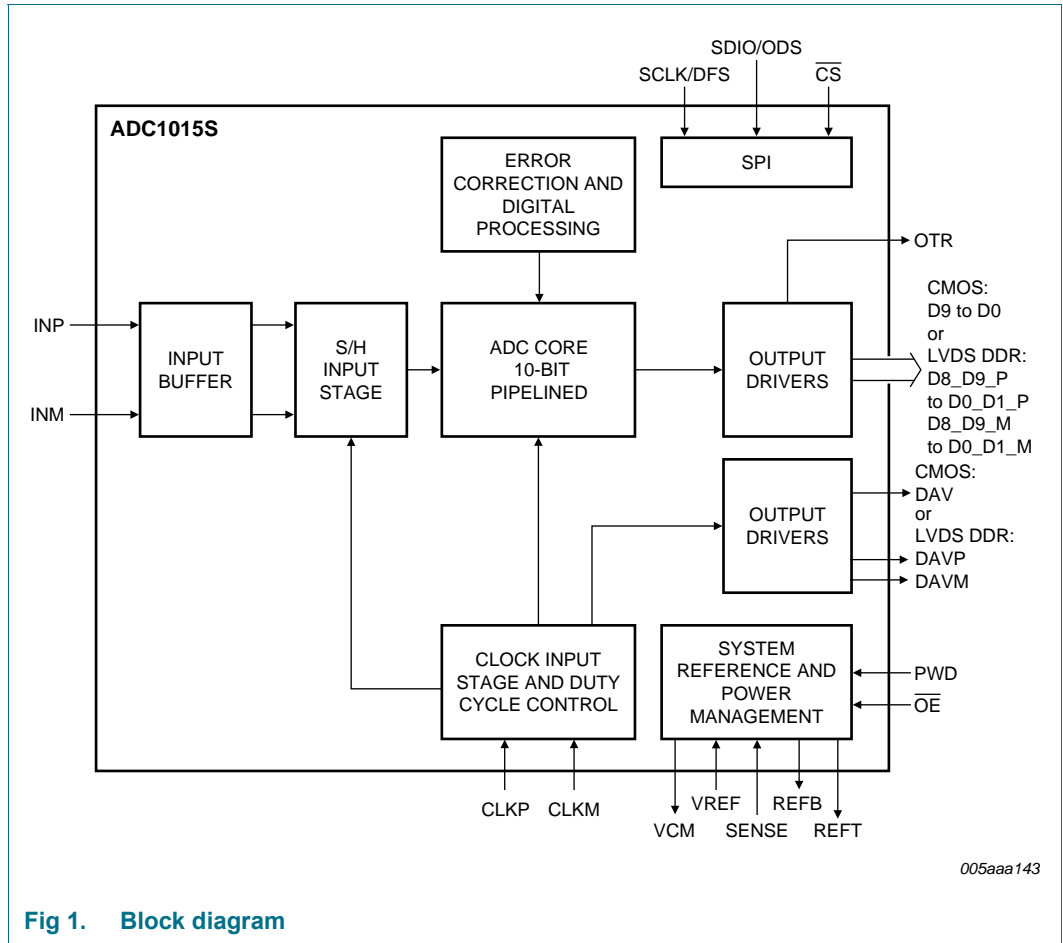 SDIO/ODS
SCLK/DFS
CS
ADC1015S
ERROR
CORRECTION AND
DIGITAL
PROCESSING
SPI
OTR
INP
INM
INPUT
BUFFER
S/H
INPUT
STAGE
ADC CORE
10-BIT
PIPELINED
OUTPUT
DRIVERS
CMOS:
D9 to D0
or
LVDS DDR:
D8_D9_P
to D0_D1_P
D8_D9_M
to D0_D1_M
OUTPUT
DRIVERS
CMOS:
DAV
or
LVDS DDR:
DAVP
DAVM
CLOCK INPUT
STAGE AND DUTY
CYCLE CONTROL
SYSTEM
REFERENCE AND
POWER
MANAGEMENT
PWD
OE
CLKP CLKM
VCM
VREF
SENSE
REFB
REFT
005aaa143
Fig 1. Block diagram